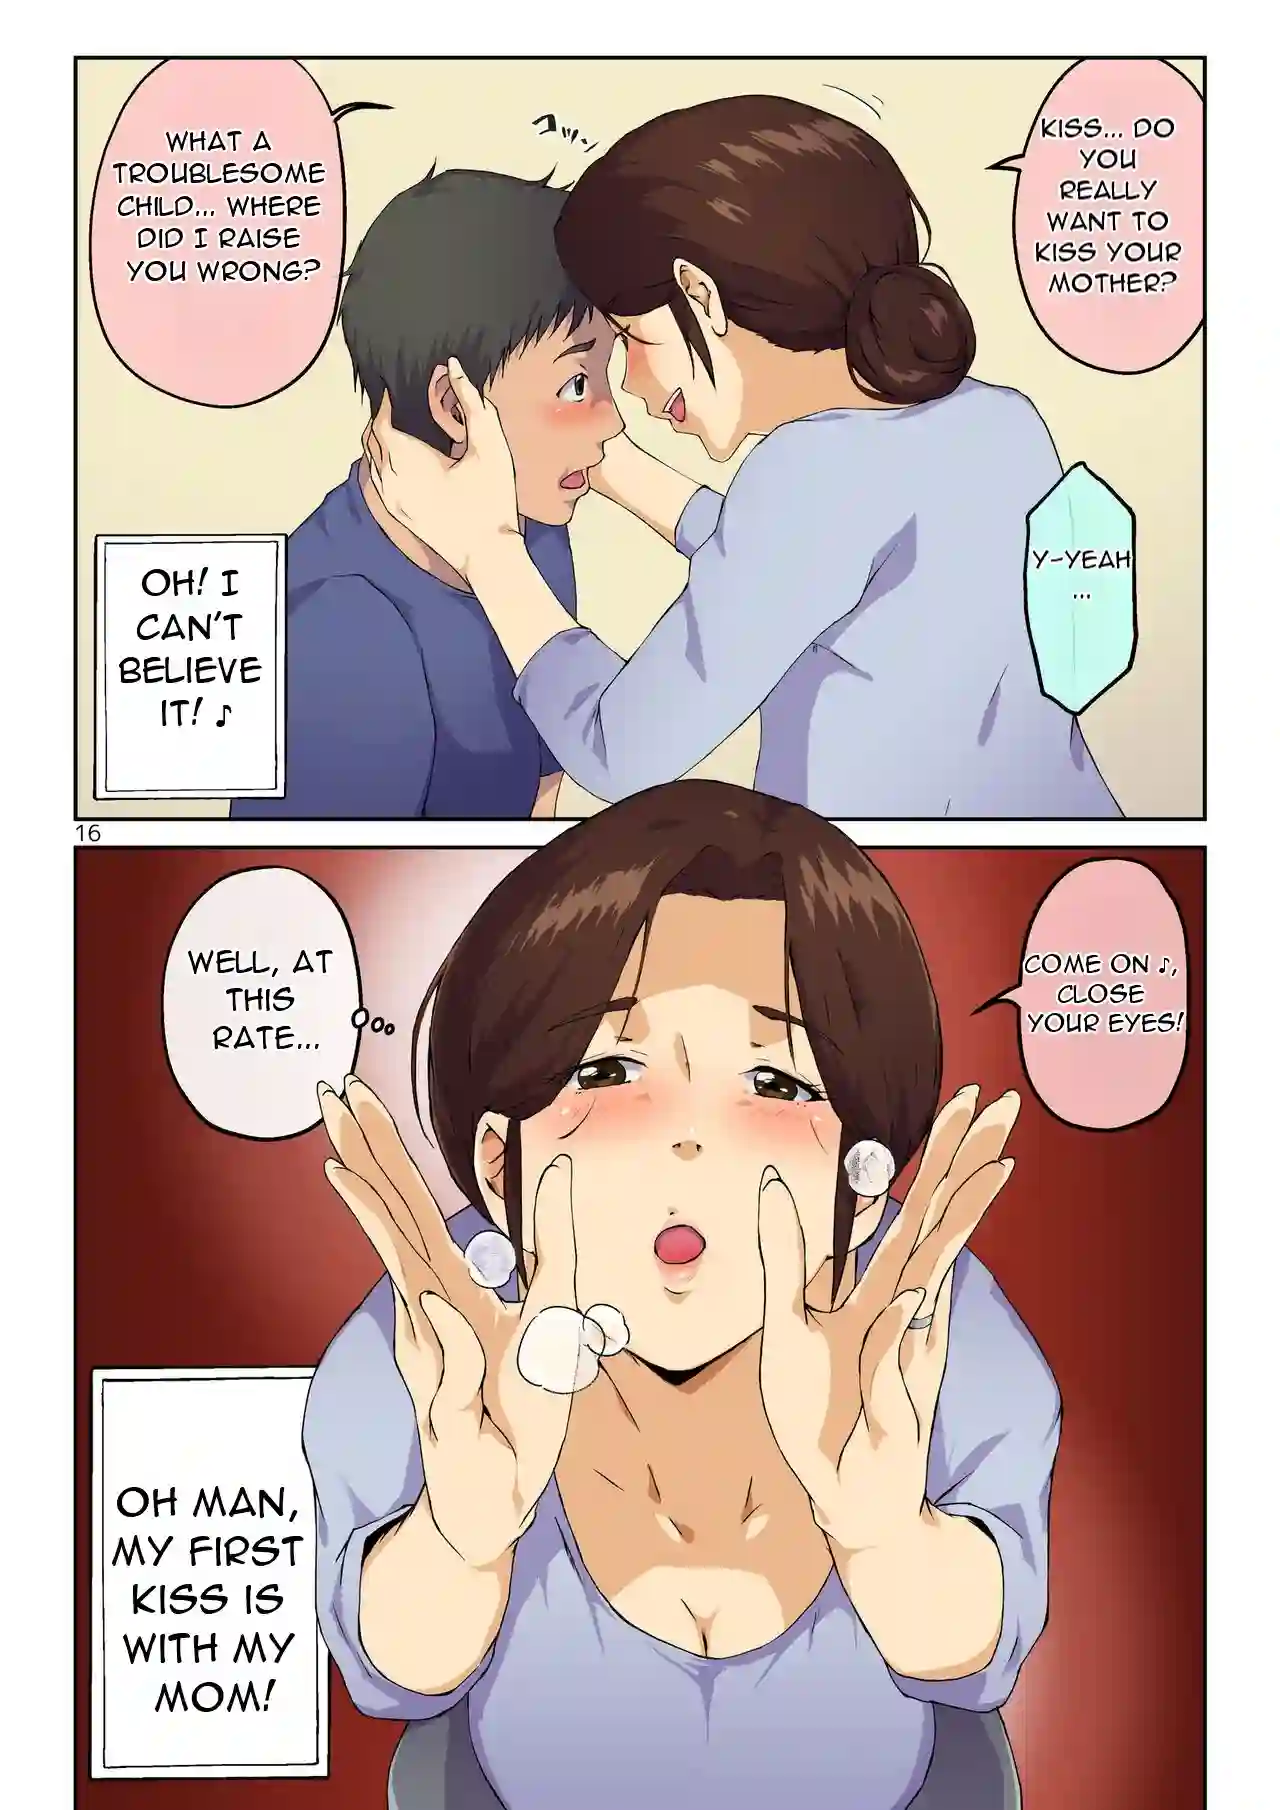 KISS... DO
YOU
REALLY
WANT TO
KISS YOUR
MOTHER?
Y-YEAH
...
WHAT A
TROUBLESOME
CHILD... WHERE
DID I RAISE
YOU WRONG?
OH! I
CAN'T
BELIEVE
IT! ♪
16
COME ON ♪,
CLOSE
YOUR EYES!
WELL, AT
THIS
RATE...
OH MAN,
MY FIRST
KISS IS
WITH MY
MOM!